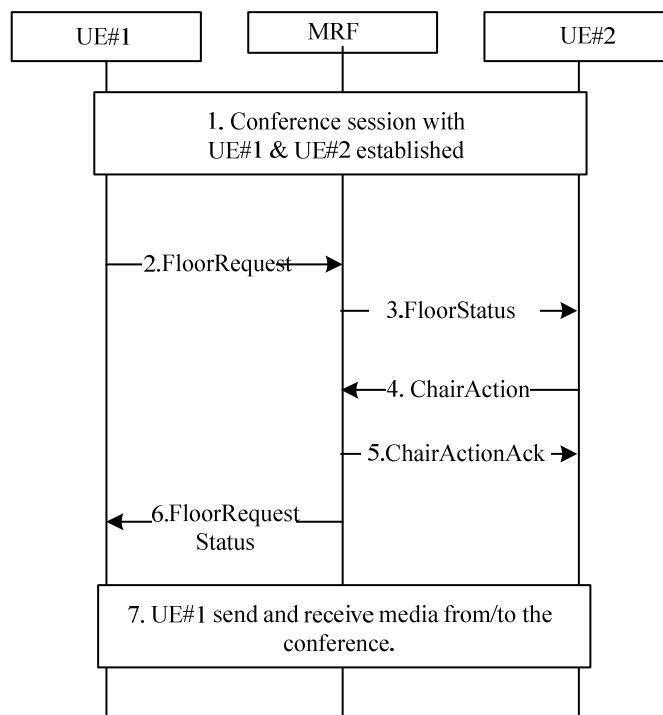 UE#1
MRF
UE#2
1. Conference session with
UE#1 & UE#2 established
2.FloorRequest
3.FloorStatus
4. ChairAction
5.ChairActionAck
6.FloorRequest
Status
7. UE#1 send and receive media from/to the
conference.